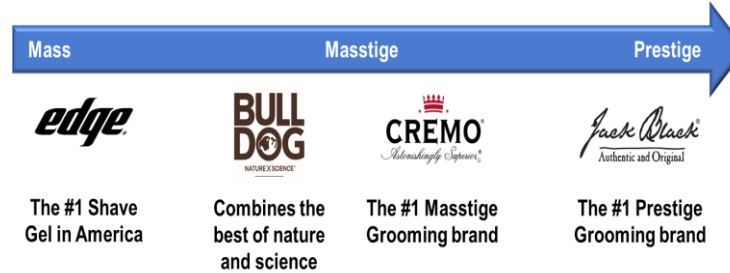 Mass Masstige Prestige
edge
BULL
DOG
NATURE X SCIENCE™
CREMO®
Astonishingly Superior®
Jack Black®
Authentic and Original
The #1 Shave
Gel in America
Combines the
best of nature
and science
The #1 Masstige
Grooming brand
The #1 Prestige
Grooming brand